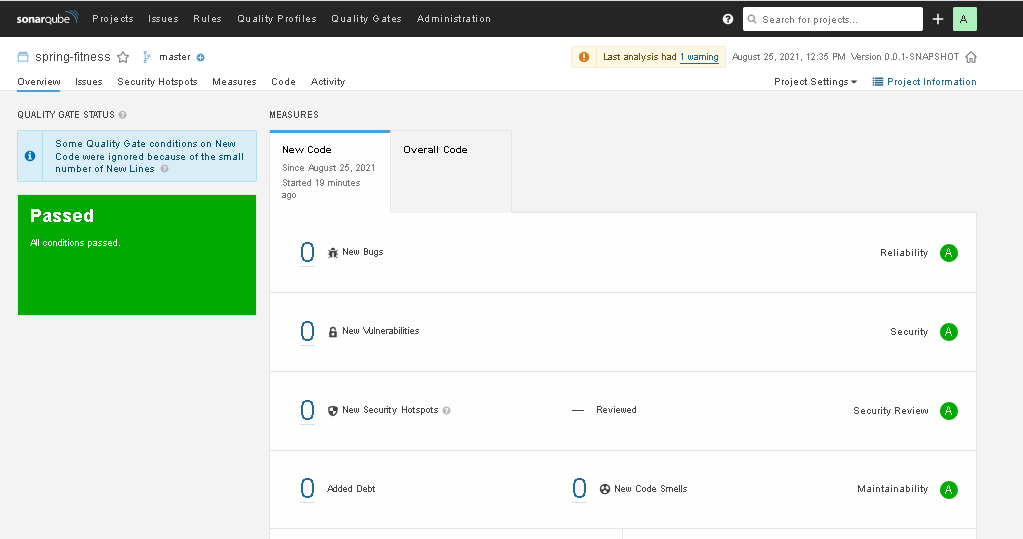 sonarqube Projects Issues Rules Quality Profiles Quality Gates Administration ? Search for projects... A
spring-fitness master Last analysis had 1 warning August 25, 2021, 12:35 PM Version 0.0.1-SNAPSHOT
Overview Issues Security Hotspots Measures Code Activity Project Settings Project Information
QUALITY GATE STATUS ? MEASURES
Some Quality Gate conditions on New
Code were ignored because of the small
number of New Lines ?
Passed
All conditions passed.
New Code Overall Code
Since August 25, 2021
Started 19 minutes
ago
0 New Bugs Reliability A
0 New Vulnerabilities Security A
0 New Security Hotspots ? — Reviewed Security Review A
0 Added Debt 0 New Code Smells Maintainability A